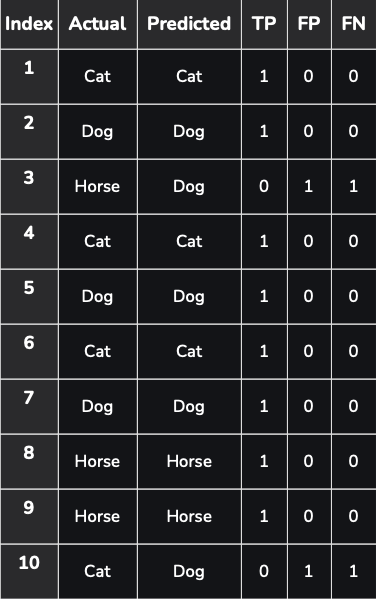 Index Actual Predicted TP FP FN
1 Cat Cat 1 0 0
2 Dog Dog 1 0 0
3 Horse Dog 0 1 1
4 Cat Cat 1 0 0
5 Dog Dog 1 0 0
6 Cat Cat 1 0 0
7 Dog Dog 1 0 0
8 Horse Horse 1 0 0
9 Horse Horse 1 0 0
10 Cat Dog 0 1 1